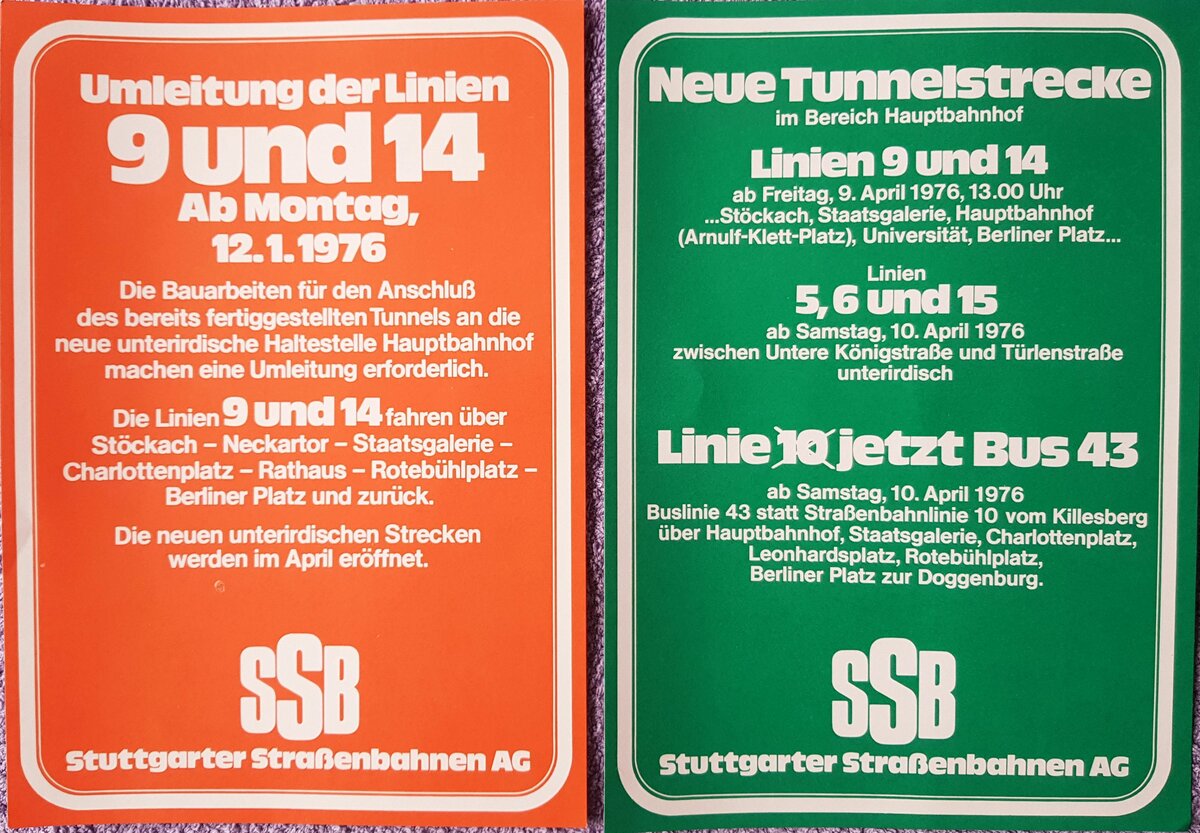 Umleitung der Linien
9 und 14
Ab Montag,
12.1.1976
Die Bauarbeiten für den Anschluß
des bereits fertiggestellten Tunnels an die
neue unterirdische Haltestelle Hauptbahnhof
machen eine Umleitung erforderlich.
Die Linien 9 und 14 fahren über
Stöckach – Neckartor – Staatsgalerie –
Charlottenplatz – Rathaus – Rotebühlplatz –
Berliner Platz und zurück.
Die neuen unterirdischen Strecken
werden im April eröffnet.
SSB
Stuttgarter Straßenbahnen AG
Neue Tunnelstrecke
im Bereich Hauptbahnhof
Linien 9 und 14
ab Freitag, 9. April 1976, 13.00 Uhr
...Stöckach, Staatsgalerie, Hauptbahnhof
(Arnulf-Klett-Platz), Universität, Berliner Platz...
Linien
5, 6 und 15
ab Samstag, 10. April 1976
zwischen Untere Königstraße und Türlenstraße
unterirdisch
Linie 10 jetzt Bus 43
ab Samstag, 10. April 1976
Buslinie 43 statt Straßenbahnlinie 10 vom Killesberg
über Hauptbahnhof, Staatsgalerie, Charlottenplatz,
Leonhardsplatz, Rotebühlplatz,
Berliner Platz zur Doggenburg.
SSB
Stuttgarter Straßenbahnen AG